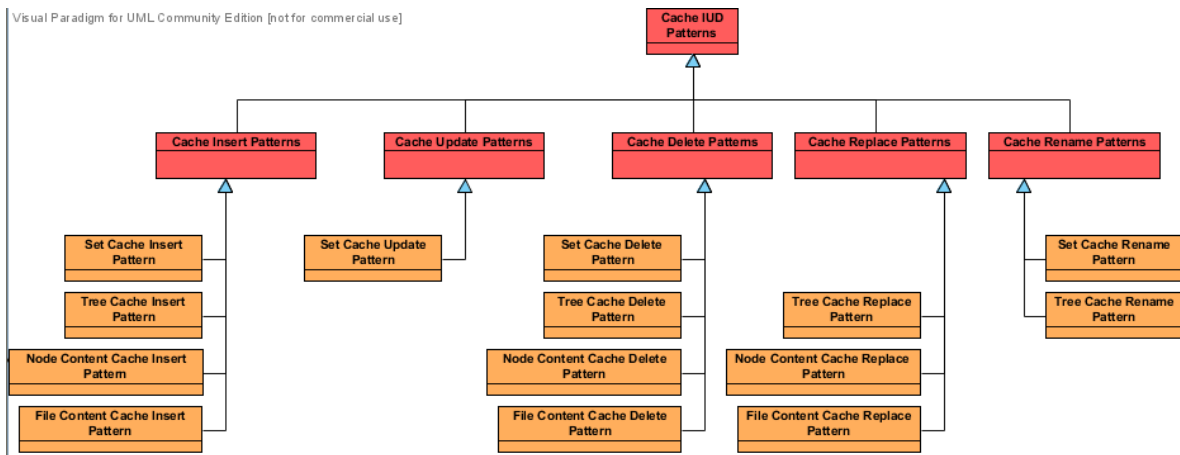 Visual Paradigm for UML Community Edition [not for commercial use]
Cache IUD
Patterns
Cache Insert Patterns
Cache Update Patterns
Cache Delete Patterns
Cache Replace Patterns
Cache Rename Patterns
Set Cache Insert
Pattern
Set Cache Update
Pattern
Set Cache Delete
Pattern
Set Cache Rename
Pattern
Tree Cache Insert
Pattern
Tree Cache Delete
Pattern
Tree Cache Replace
Pattern
Tree Cache Rename
Pattern
Node Content Cache Insert
Pattern
Node Content Cache Delete
Pattern
Node Content Cache Replace
Pattern
File Content Cache Insert
Pattern
File Content Cache Delete
Pattern
File Content Cache Replace
Pattern